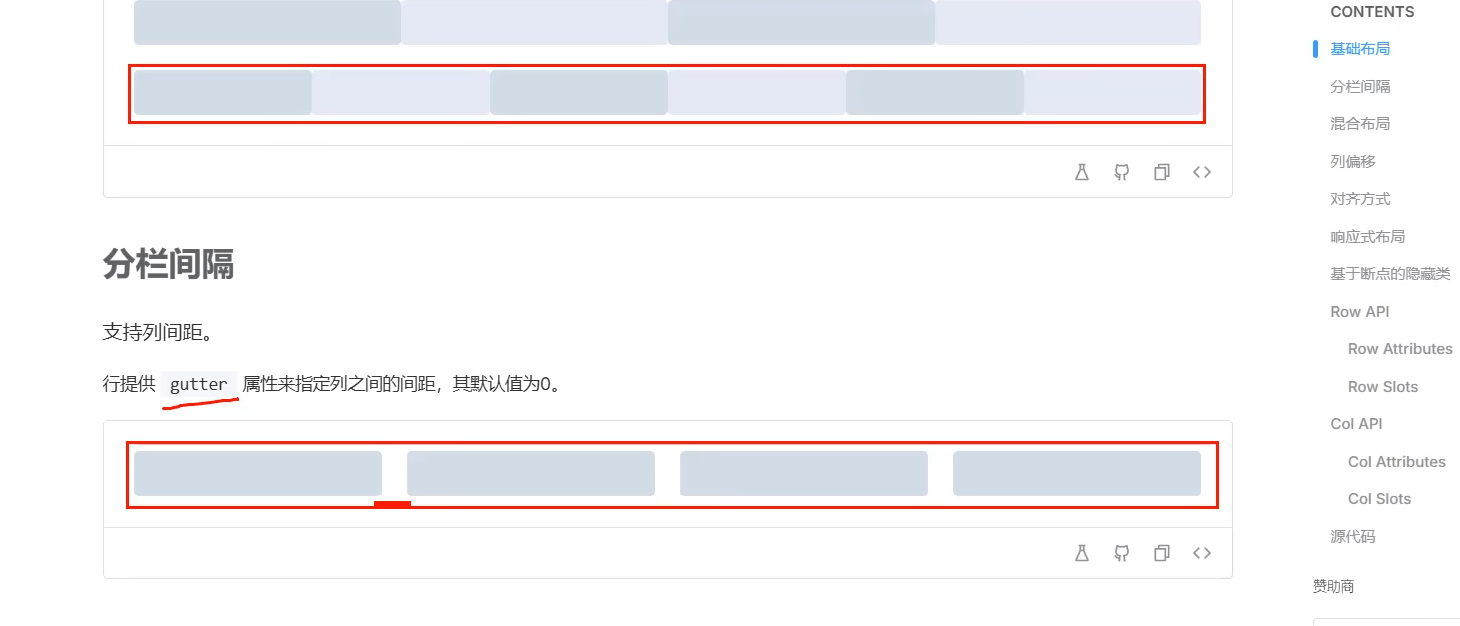 CONTENTS
基础布局
分栏间隔
混合布局
列偏移
对齐方式
响应式布局
基于断点的隐藏类
Row API
Row Attributes
Row Slots
Col API
Col Attributes
Col Slots
源代码
赞助商
分栏间隔
支持列间距。
行提供 gutter 属性来指定列之间的间距，其默认值为0。